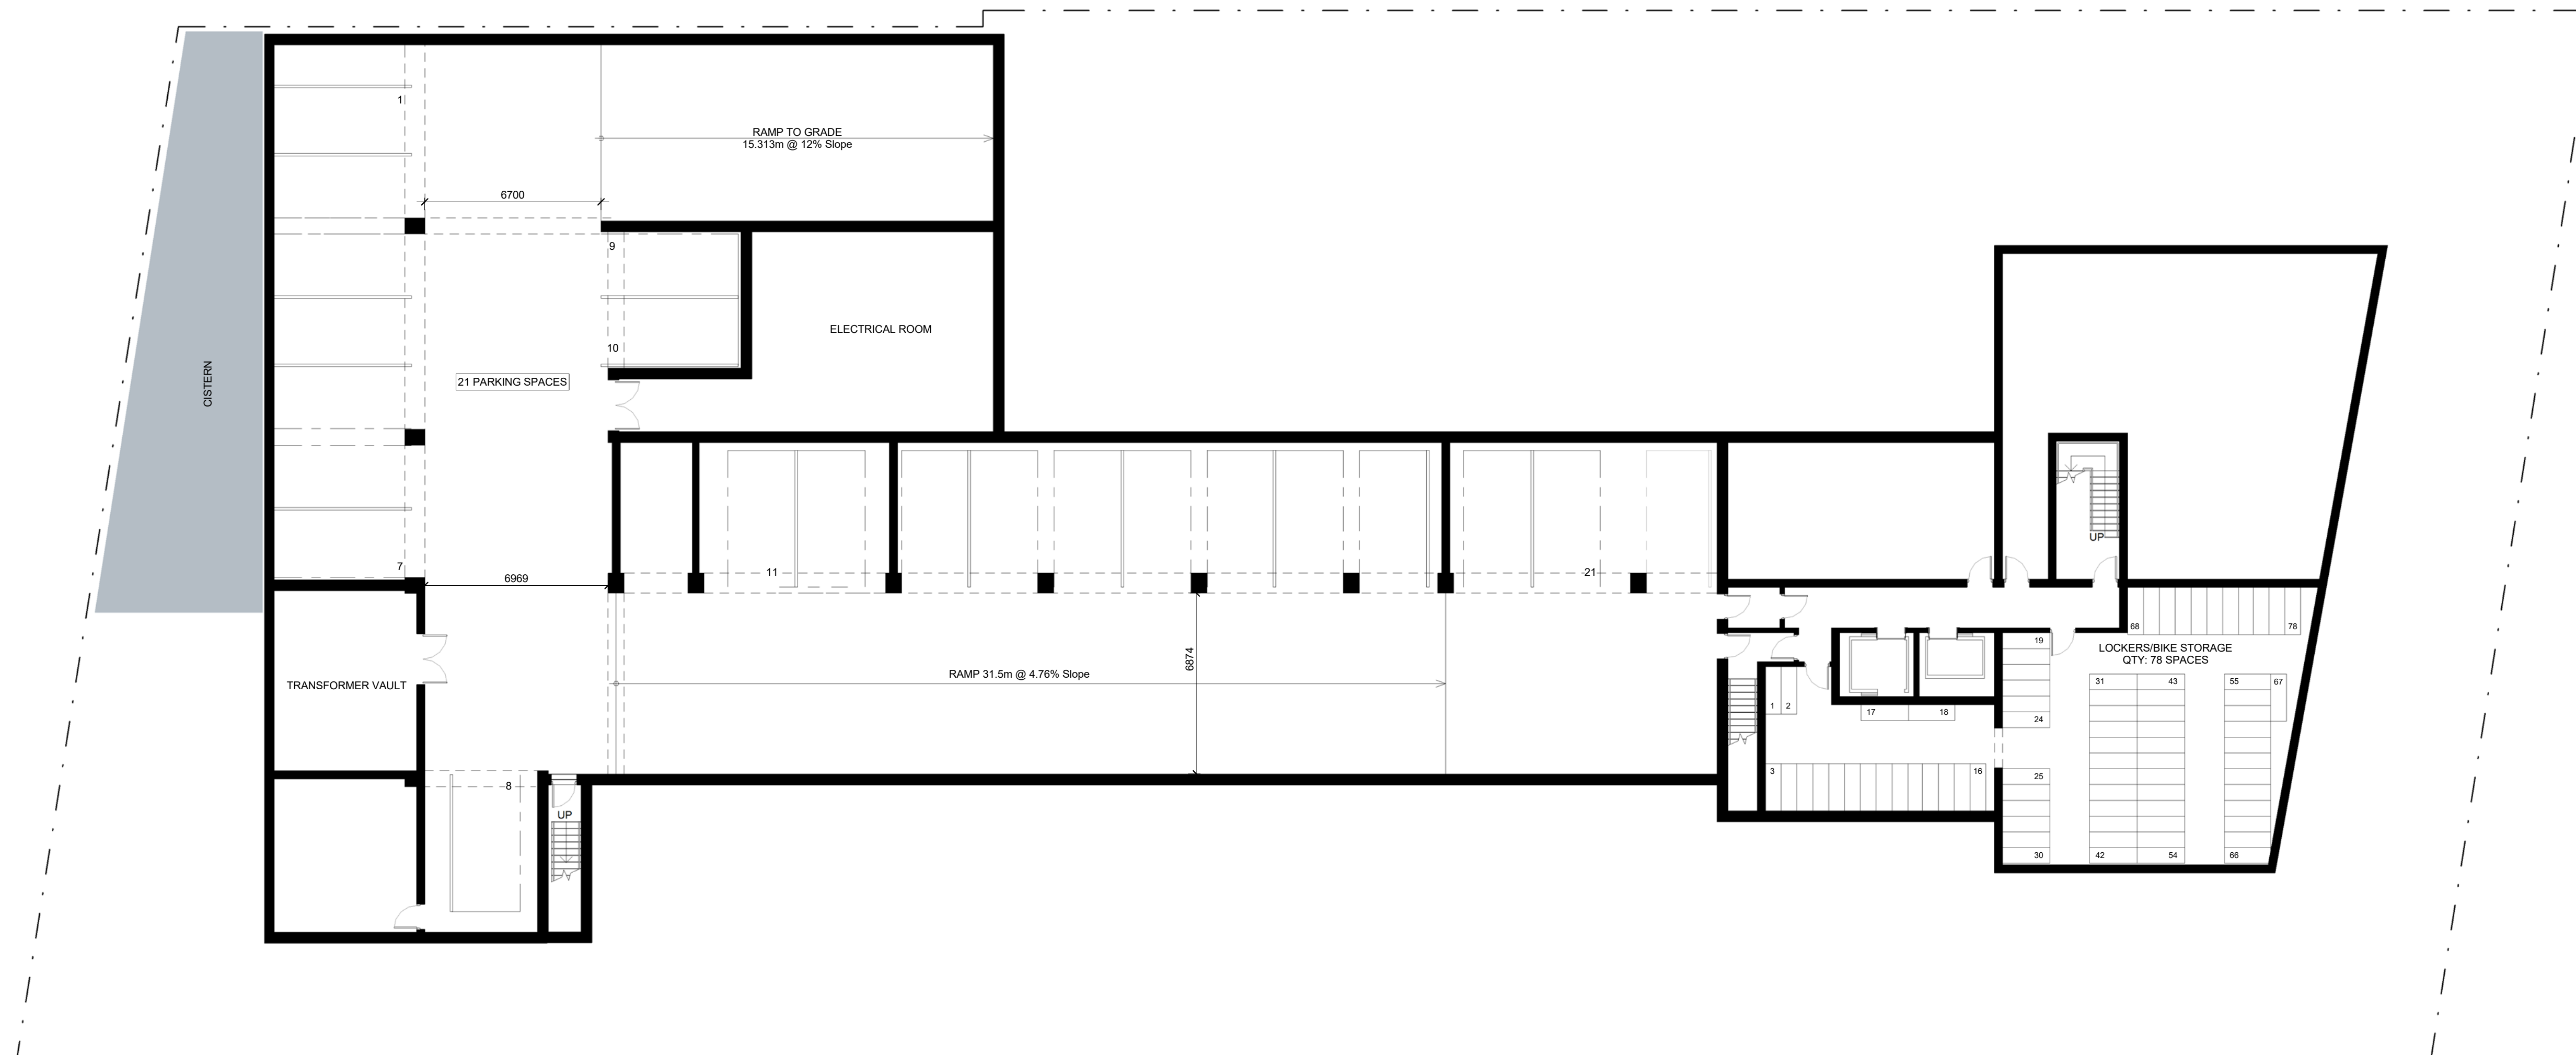 1
RAMP TO GRADE
15.313m @ 12% Slope
6700
9
ELECTRICAL ROOM
10
CISTERN
21 PARKING SPACES
UP
7
6969
11
21
68
78
19
LOCKERS/BIKE STORAGE
QTY: 78 SPACES
6874
RAMP 31.5m @ 4.76% Slope
TRANSFORMER VAULT
31
43
55
67
1
2
17
18
24
3
16
25
8
UP
30
42
54
66